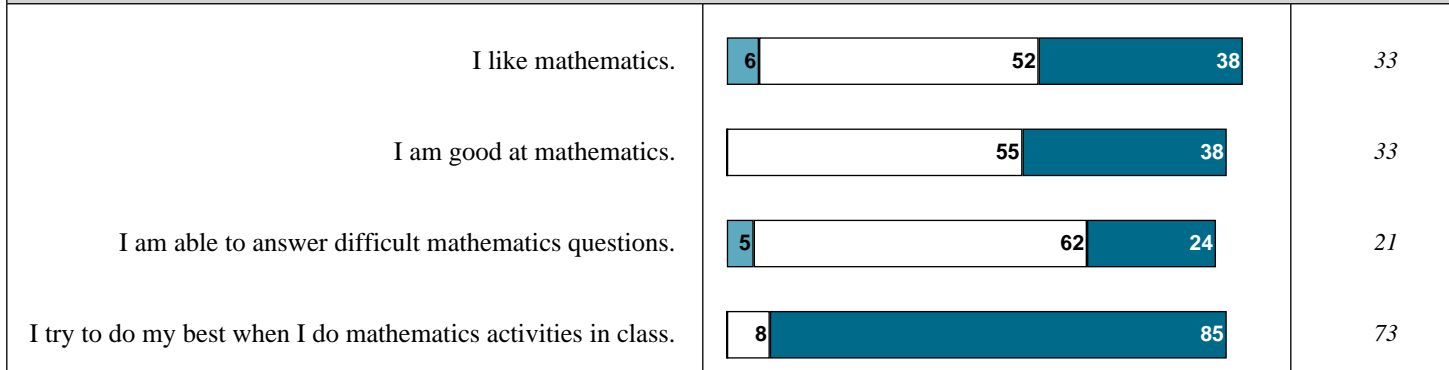 I like mathematics. 6 52 38 33
I am good at mathematics. 55 38 33
I am able to answer difficult mathematics questions. 5 62 24 21
I try to do my best when I do mathematics activities in class. 8 85 73